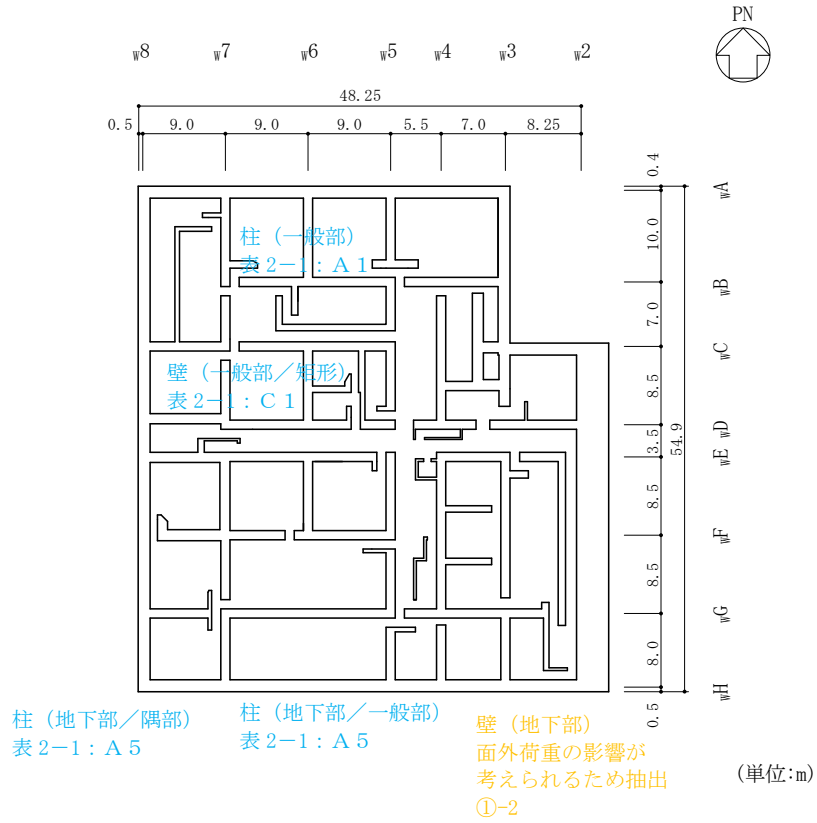 PN
W8 W7 W6 W5 W4 W3 W2
48.25
0.5 9.0 9.0 9.0 5.5 7.0 8.25
0.4
WA
10.0
WB
7.0
WC
8.5
WD
3.5
54.9
WE
8.5
WF
8.5
WG
8.0
WH
0.5
柱（一般部）
表2－1：A1
壁（一般部／矩形）
表2－1：C1
柱（地下部／隅部）
表2－1：A5
柱（地下部／一般部）
表2－1：A5
壁（地下部）
面外荷重の影響が
考えられるため抽出
①-2
(単位:m)